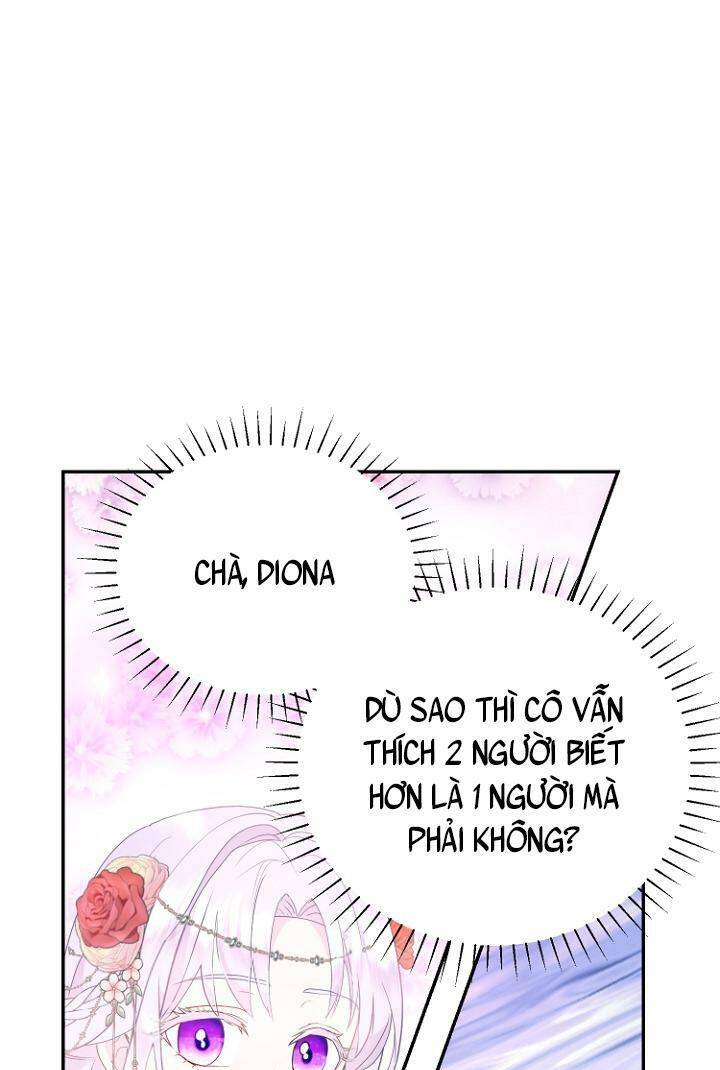 CHÀ, DIONA
DÙ SAO THÌ CÔ VẪN
THÍCH 2 NGƯỜI BIẾT
HƠN LÀ 1 NGƯỜI MÀ
PHẢI KHÔNG?